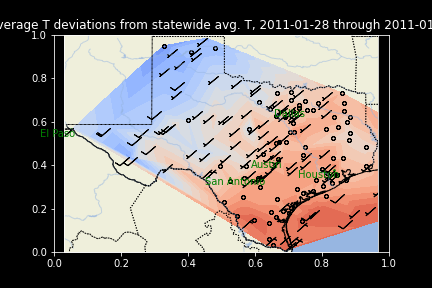 verage T deviations from statewide avg. T, 2011-01-28 through 2011-01
1.0
0.8
0.6
0.4
0.2
0.0
0.0 0.2 0.4 0.6 0.8 1.0
El Paso
Dallas
Austin
San Antonio
Houston